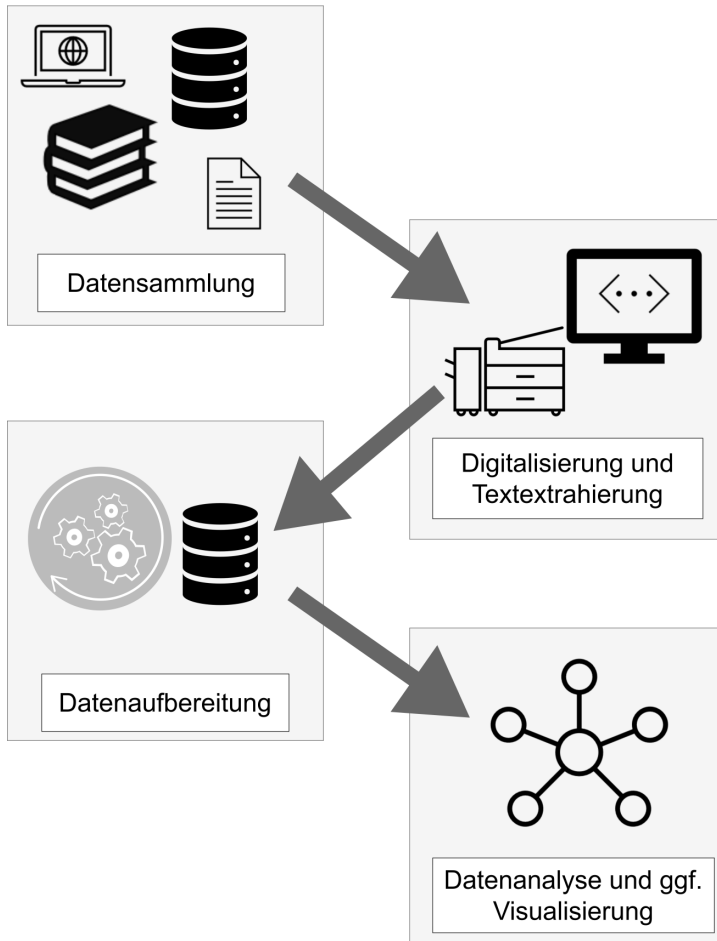 Datensammlung
Digitalisierung und
Textextrahierung
Datenaufbereitung
Datenanalyse und ggf.
Visualisierung